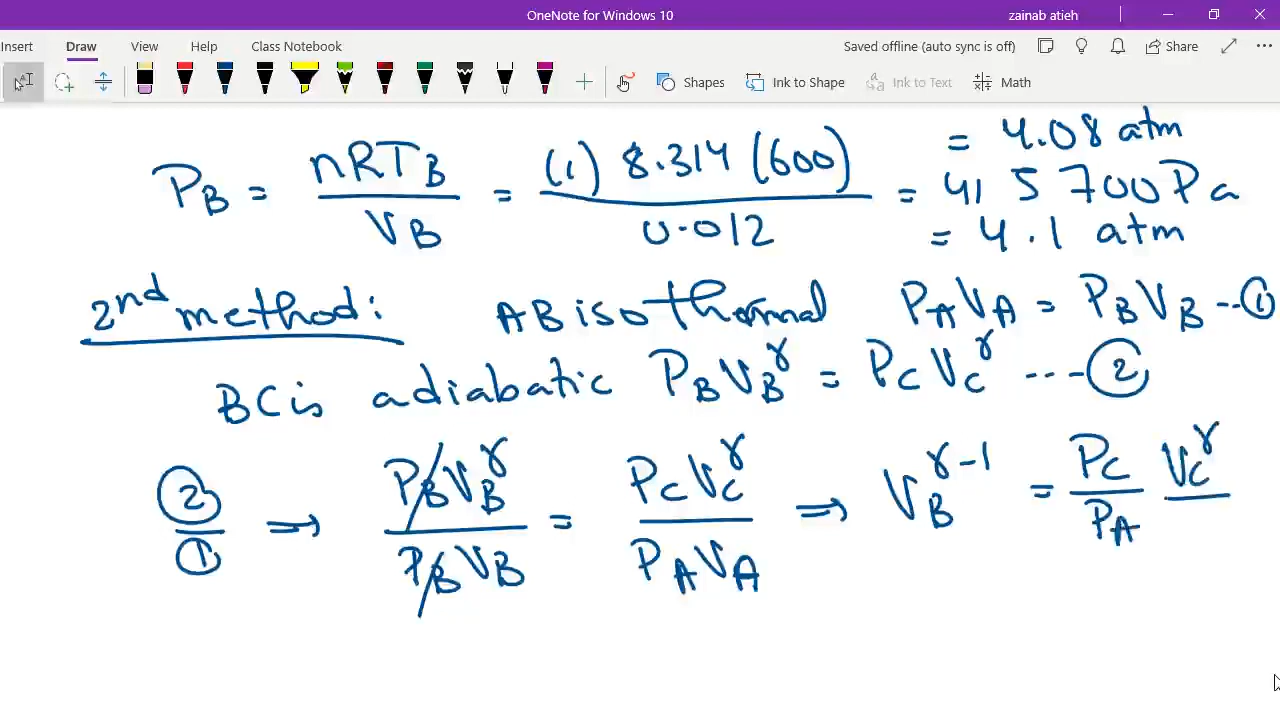 OneNote for Windows 10
zainab atieh
Insert Draw View Help Class Notebook
Saved offline (auto sync is off) Share
Shapes Ink to Shape Ink to Text Math
= 4.08 atm
P_B = nRT_B / V_B = (1) 8.314 (600) / 0.012 = 415700 Pa
= 4.1 atm
2nd method: AB isothermal P_A V_A = P_B V_B --- ①
BC is adiabatic P_B V_B^γ = P_C V_C^γ --- ②
② / ① ⇒ P_B V_B^γ / P_B V_B = P_C V_C^γ / P_A V_A ⇒ V_B^(γ-1) = P_C / P_A V_C^γ /